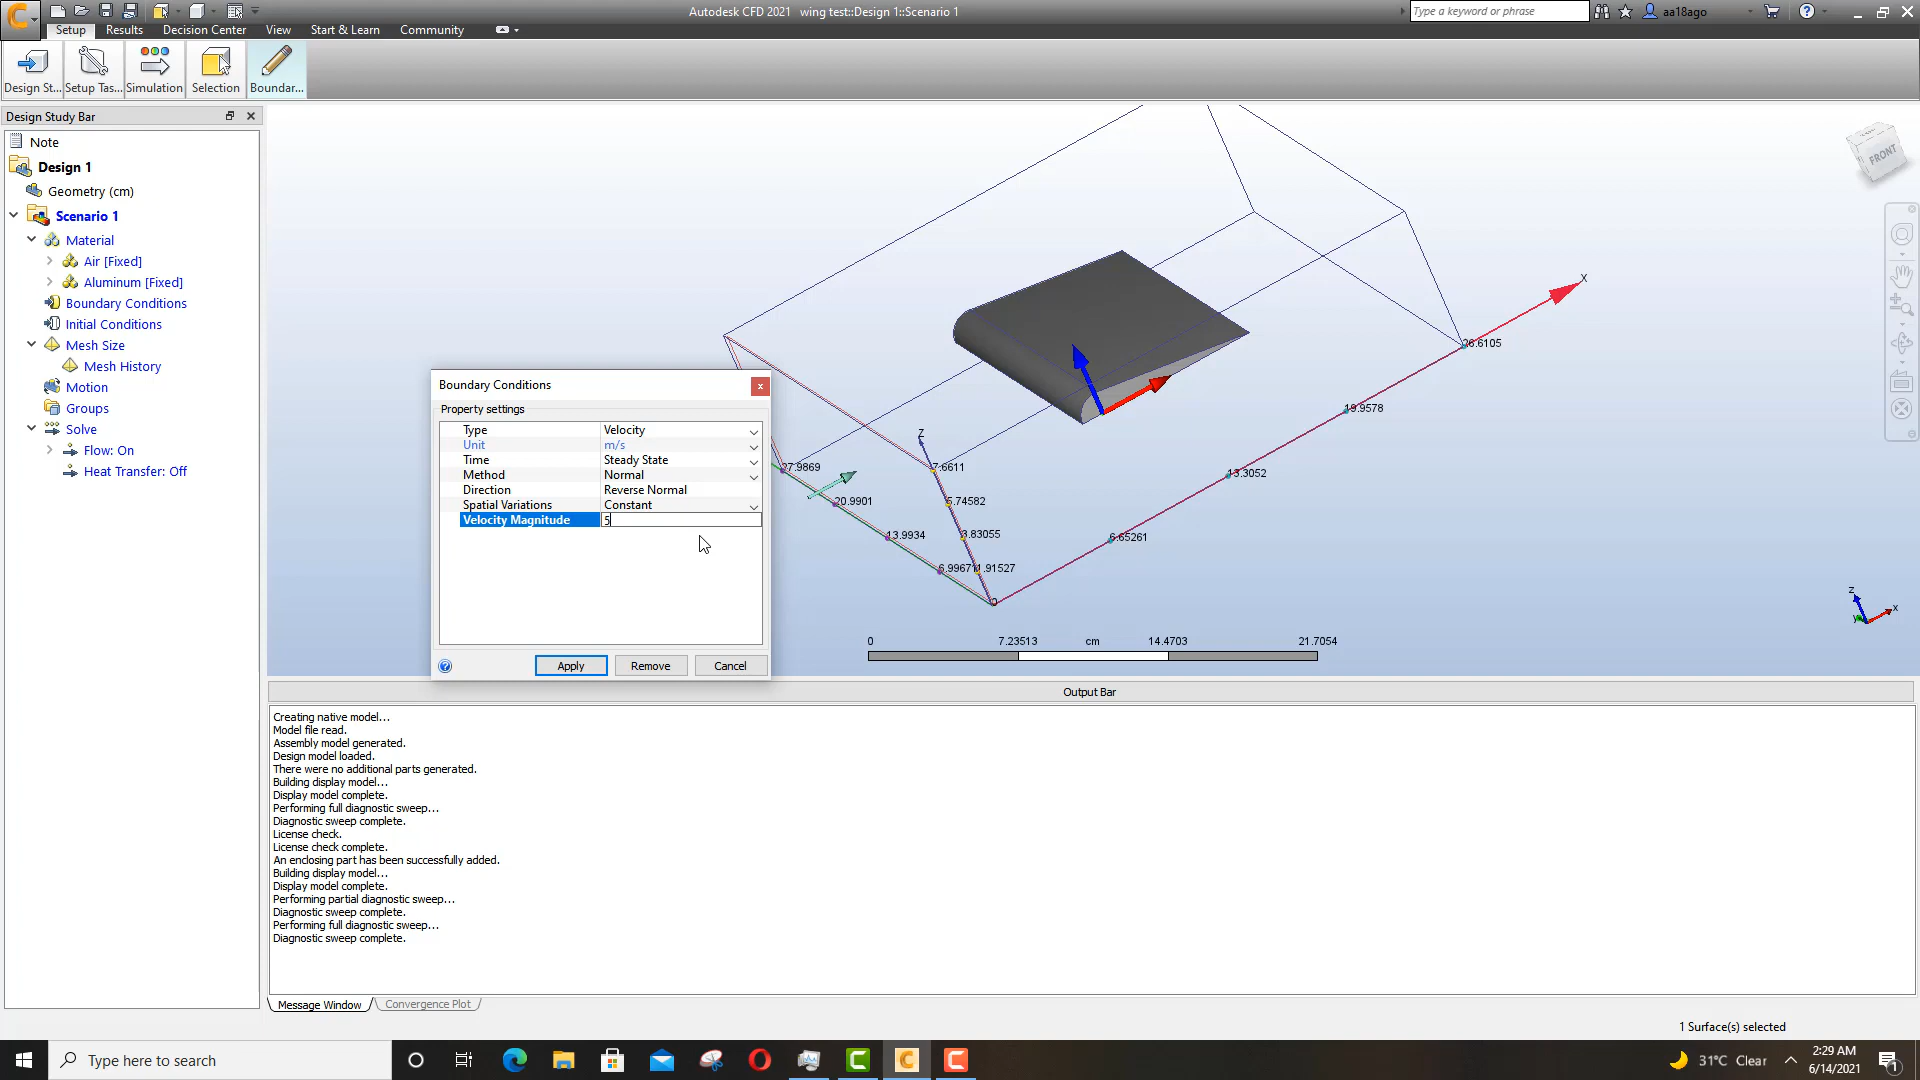 Autodesk CFD 2021 wing test::Design 1::Scenario 1
Type a keyword or phrase
aa18ago
Setup Results Decision Center View Start & Learn Community
Design St... Setup Tas... Simulation Selection Boundar...
Design Study Bar
Note
Design 1
Geometry (cm)
Scenario 1
Material
Air [Fixed]
Aluminum [Fixed]
Boundary Conditions
Initial Conditions
Mesh Size
Mesh History
Motion
Groups
Solve
Flow: On
Heat Transfer: Off
FRONT
X
26.6105
19.9578
13.3052
6.65261
Z
7.6611
5.74582
3.83055
1.91527
27.9869
20.9901
13.9934
6.99671
0
Boundary Conditions
Property settings
Type Velocity
Unit m/s
Time Steady State
Method Normal
Direction Reverse Normal
Spatial Variations Constant
Velocity Magnitude 5
Apply Remove Cancel
0 7.23513 cm 14.4703 21.7054
Z
X
Y
Output Bar
Creating native model...
Model file read.
Assembly model generated.
Design model loaded.
There were no additional parts generated.
Building display model...
Display model complete.
Performing full diagnostic sweep...
Diagnostic sweep complete.
License check.
License check complete.
An enclosing part has been successfully added.
Building display model...
Display model complete.
Performing partial diagnostic sweep...
Diagnostic sweep complete.
Performing full diagnostic sweep...
Diagnostic sweep complete.
Message Window Convergence Plot
1 Surface(s) selected
Type here to search
31°C Clear
2:29 AM
6/14/2021
1